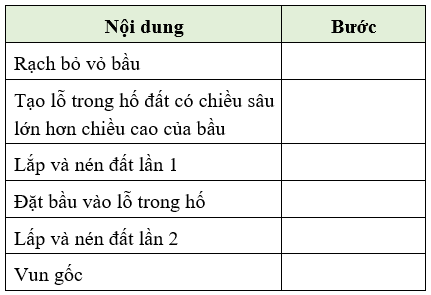 Nội dung Bước
Rạch bỏ vỏ bầu
Tạo lỗ trong hố đất có chiều sâu
lớn hơn chiều cao của bầu
Lắp và nén đất lần 1
Đặt bầu vào lỗ trong hố
Lấp và nén đất lần 2
Vun gốc